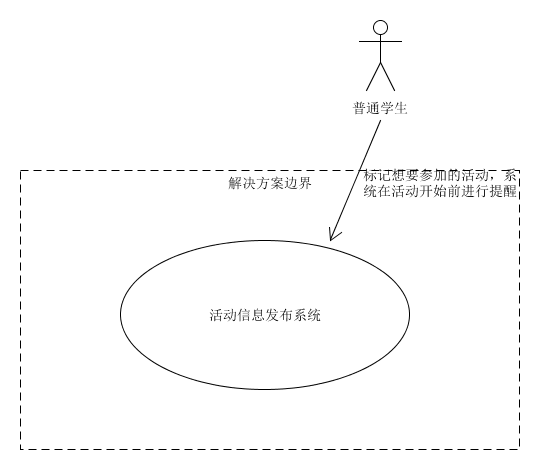 普通学生
标记想要参加的活动，系
统在活动开始前进行提醒
解决方案边界
活动信息发布系统